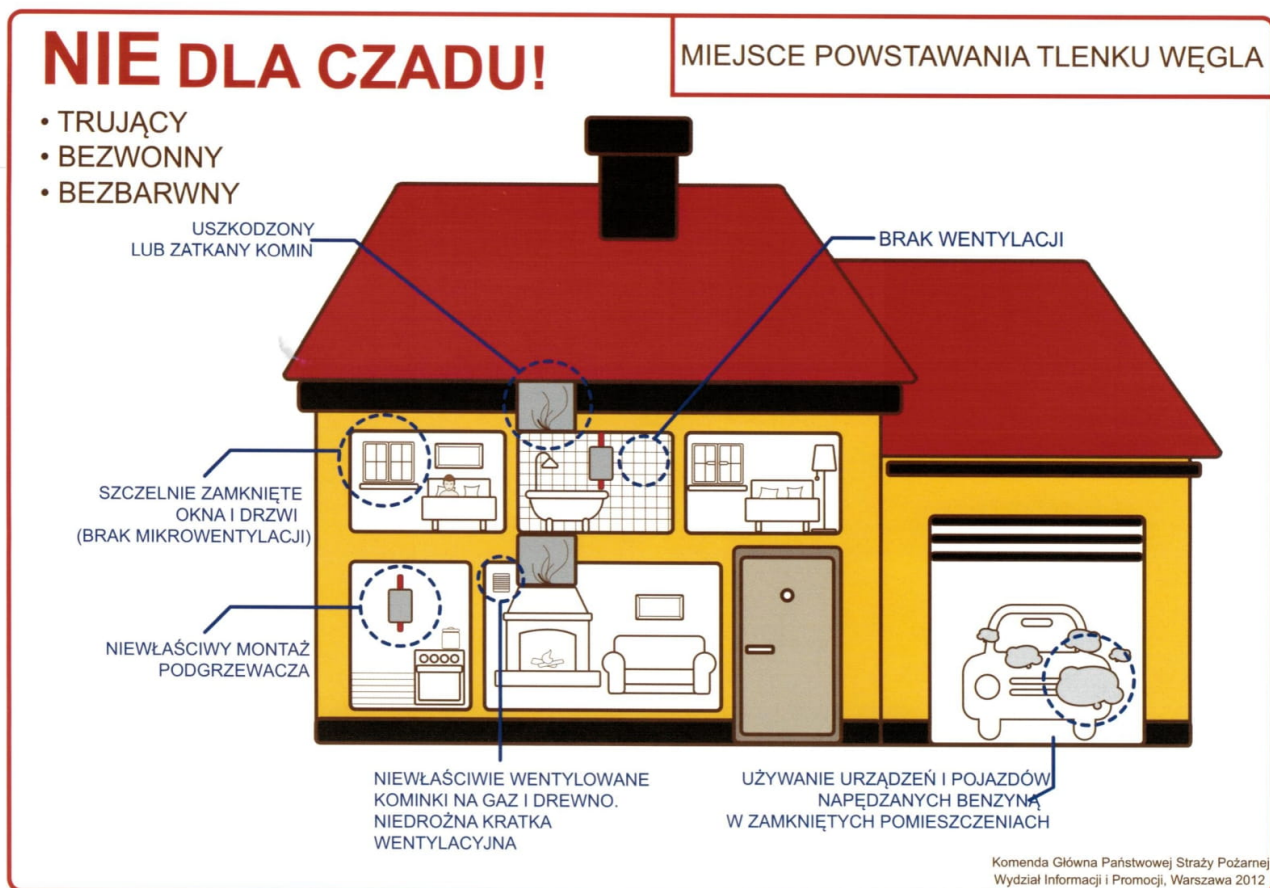 NIE DLA CZADU!
MIEJSCE POWSTAWANIA TLENKU WĘGLA
• TRUJĄCY
• BEZWONNY
• BEZBARWNY
USZKODZONY
LUB ZATKANY KOMIN
BRAK WENTYLACJI
SZCZELNIE ZAMKNIĘTE
OKNA I DRZWI
(BRAK MIKROWENTYLACJI)
NIEWŁAŚCIWY MONTAŻ
PODGRZEWACZA
NIEWŁAŚCIWIE WENTYLOWANE
KOMINKI NA GAZ I DREWNO.
NIEDROŻNA KRATKA
WENTYLACYJNA
UŻYWANIE URZĄDZEŃ I POJAZDÓW
NAPĘDZANYCH BENZYNĄ
W ZAMKNIĘTYCH POMIESZCZENIACH
Komenda Główna Państwowej Straży Pożarnej
Wydział Informacji i Promocji, Warszawa 2012